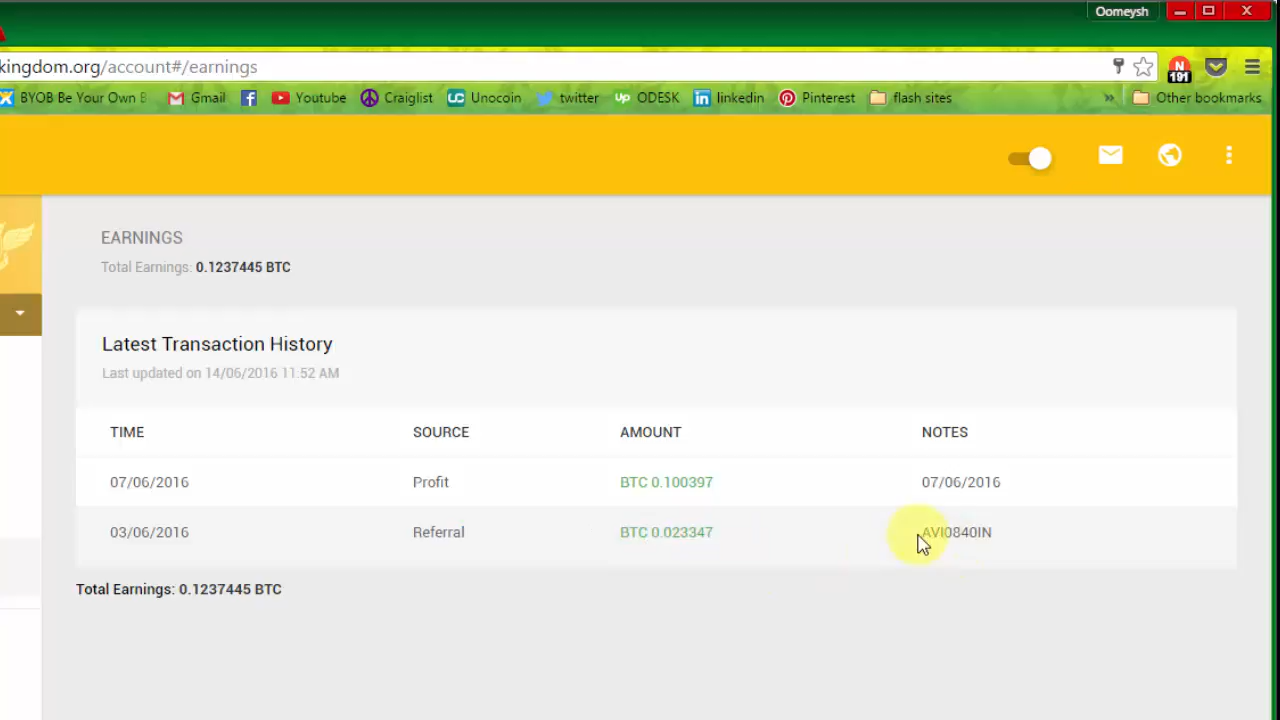 Oomeysh
kingdom.org/account#/earnings
N
191
BYOB Be Your Own B Gmail Youtube Craiglist Unocoin twitter ODESK linkedin Pinterest flash sites » Other bookmarks
EARNINGS
Total Earnings: 0.1237445 BTC
Latest Transaction History
Last updated on 14/06/2016 11:52 AM
TIME SOURCE AMOUNT NOTES
07/06/2016 Profit BTC 0.100397 07/06/2016
03/06/2016 Referral BTC 0.023347 AVI0840IN
Total Earnings: 0.1237445 BTC